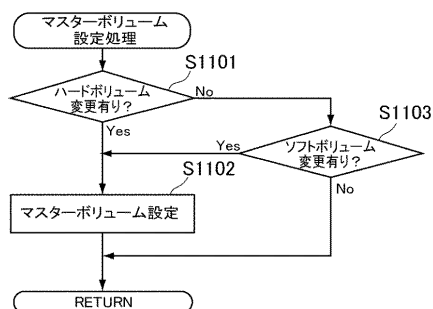 マスターボリューム
設定処理
S1101
ハードボリューム
変更有り?
No
Yes
S1103
ソフトボリューム
変更有り?
Yes
No
S1102
マスターボリューム設定
RETURN